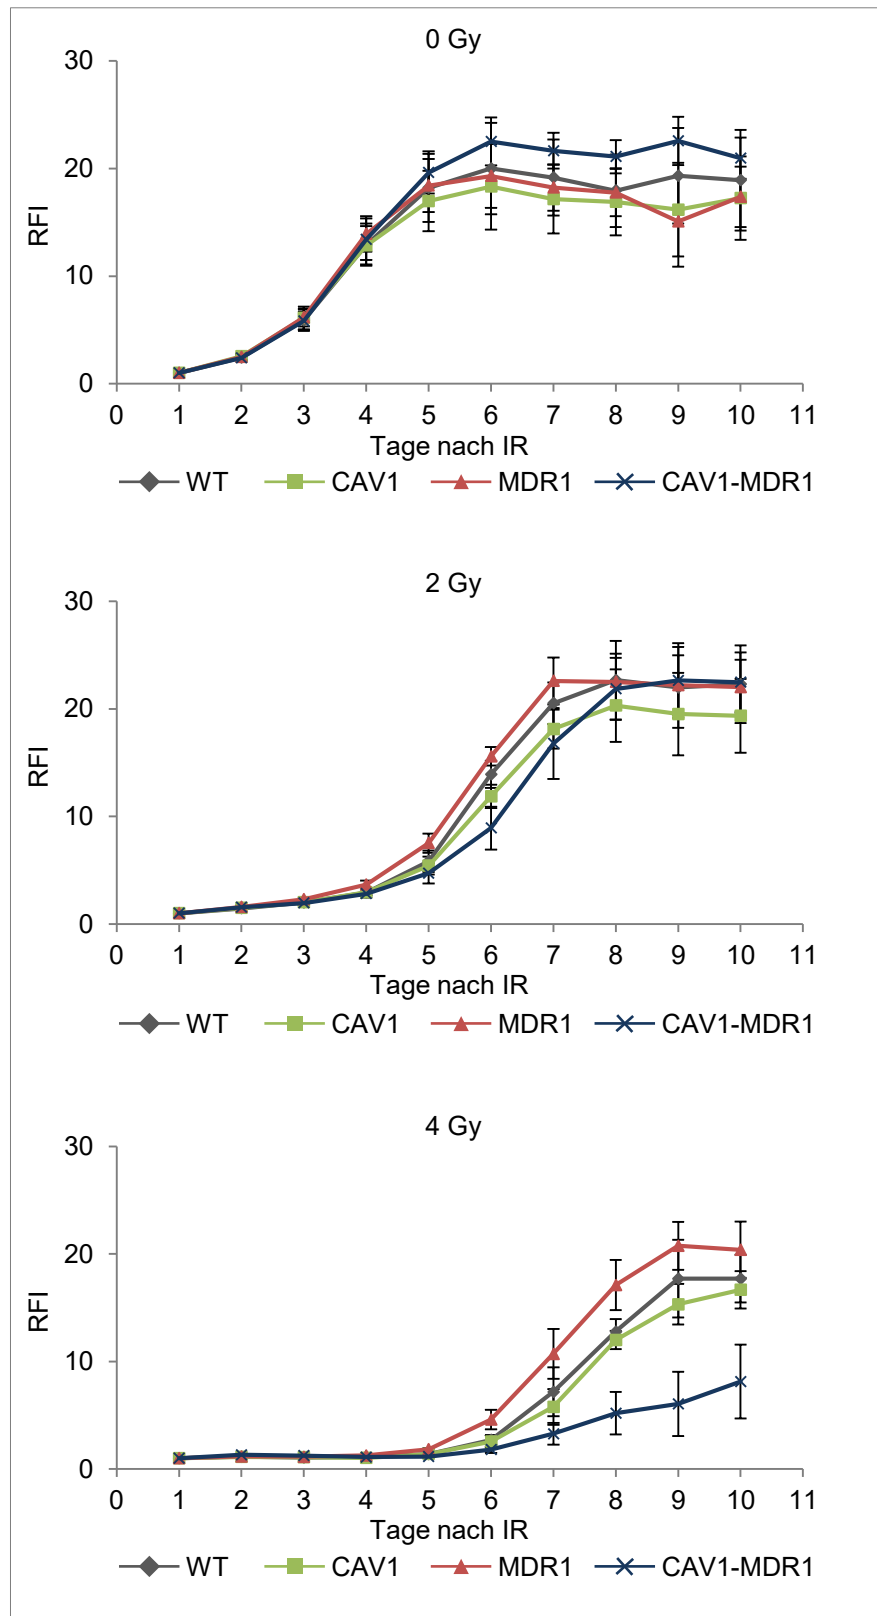 0 Gy
30
20
10
0
RFI
0 1 2 3 4 5 6 7 8 9 10 11
Tage nach IR
WT CAV1 MDR1 CAV1-MDR1
2 Gy
30
20
10
0
RFI
0 1 2 3 4 5 6 7 8 9 10 11
Tage nach IR
WT CAV1 MDR1 CAV1-MDR1
4 Gy
30
20
10
0
RFI
0 1 2 3 4 5 6 7 8 9 10 11
Tage nach IR
WT CAV1 MDR1 CAV1-MDR1